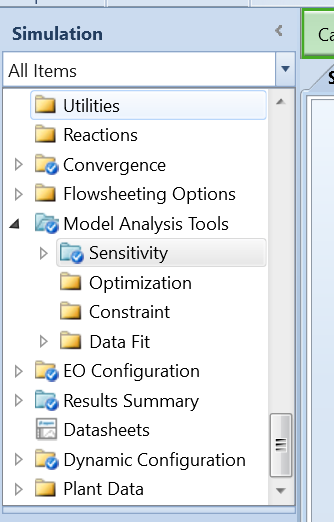 Simulation
Ca
All Items
S
Utilities
Reactions
Convergence
Flowsheeting Options
Model Analysis Tools
Sensitivity
Optimization
Constraint
Data Fit
EO Configuration
Results Summary
Datasheets
Dynamic Configuration
Plant Data